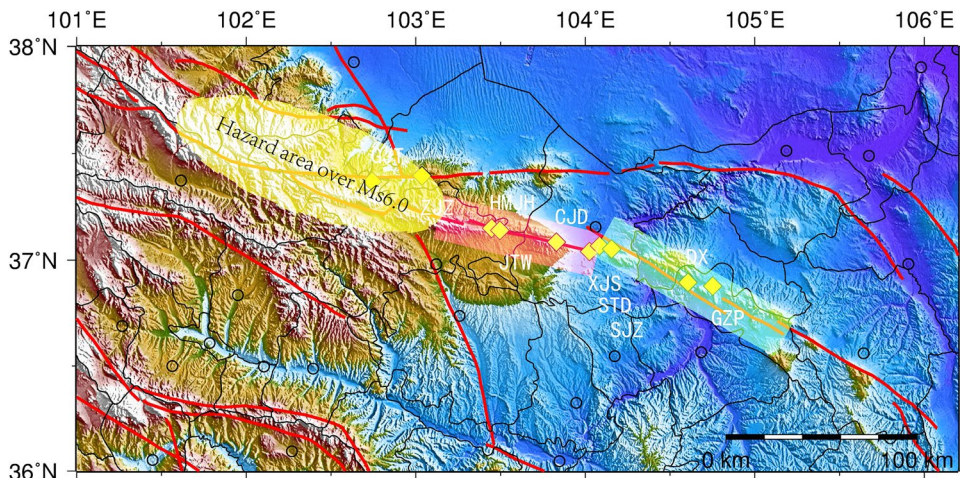 101°E 102°E 103°E 104°E 105°E 106°E
38°N
Hazard area over Ms6.0
HMJH
CJD
37°N
JTW
DX
XJS
STD
GZP
SJZ
36°N
0 km 100 km